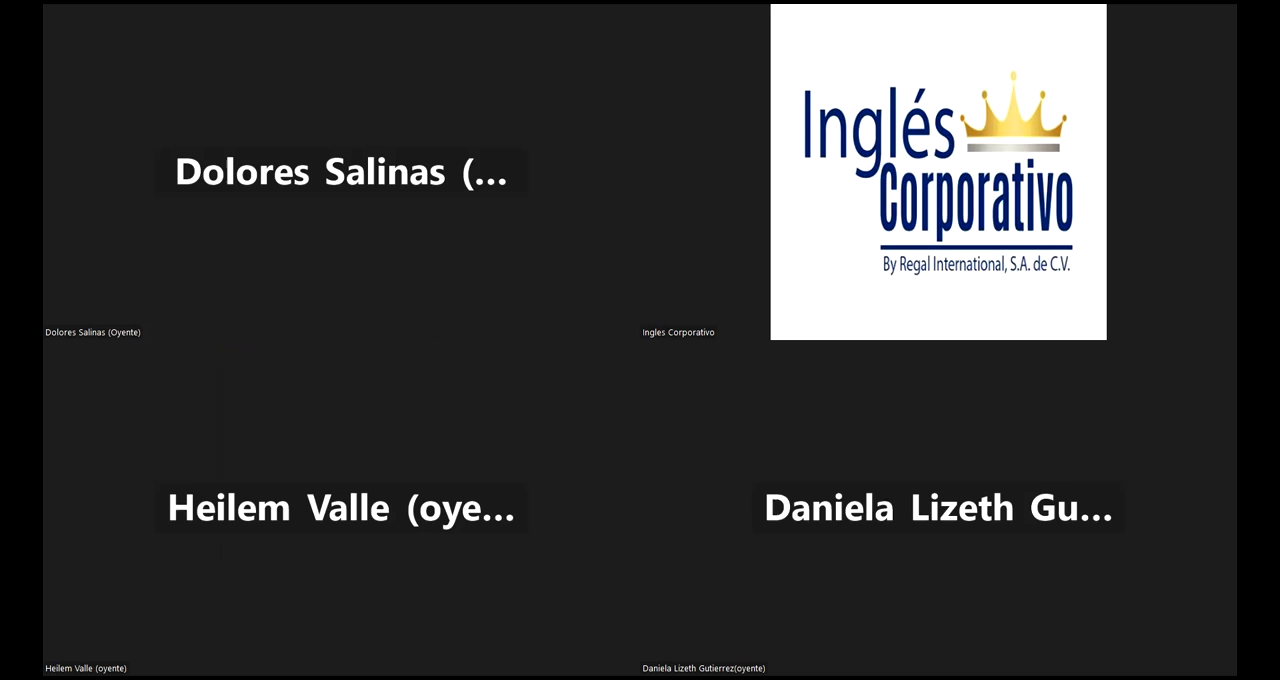 Dolores Salinas (...
Dolores Salinas (Oyente)
Inglés
Corporativo
By Regal International, S.A. de C.V.
Ingles Corporativo
Heilem Valle (oye...
Heilem Valle (oyente)
Daniela Lizeth Gu...
Daniela Lizeth Gutierrez(oyente)